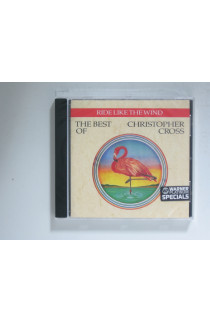 RIDE LIKE THE WIND
THE BEST CHRISTOPHER
OF CROSS
WARNER
SPECIALS